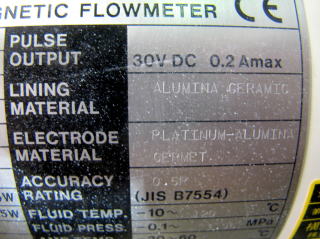 GNETIC FLOWMETER CE
PULSE
OUTPUT 30V DC 0.2 Amax
LINING
MATERIAL ALUMINA CERAMIC
ELECTRODE
MATERIAL PLATINUM-ALUMINA
CERMET
ACCURACY 0.5R
RATING (JIS B7554)
FLUID TEMP. -10~ 120 °C
FLUID PRESS. -0.1~ MPa